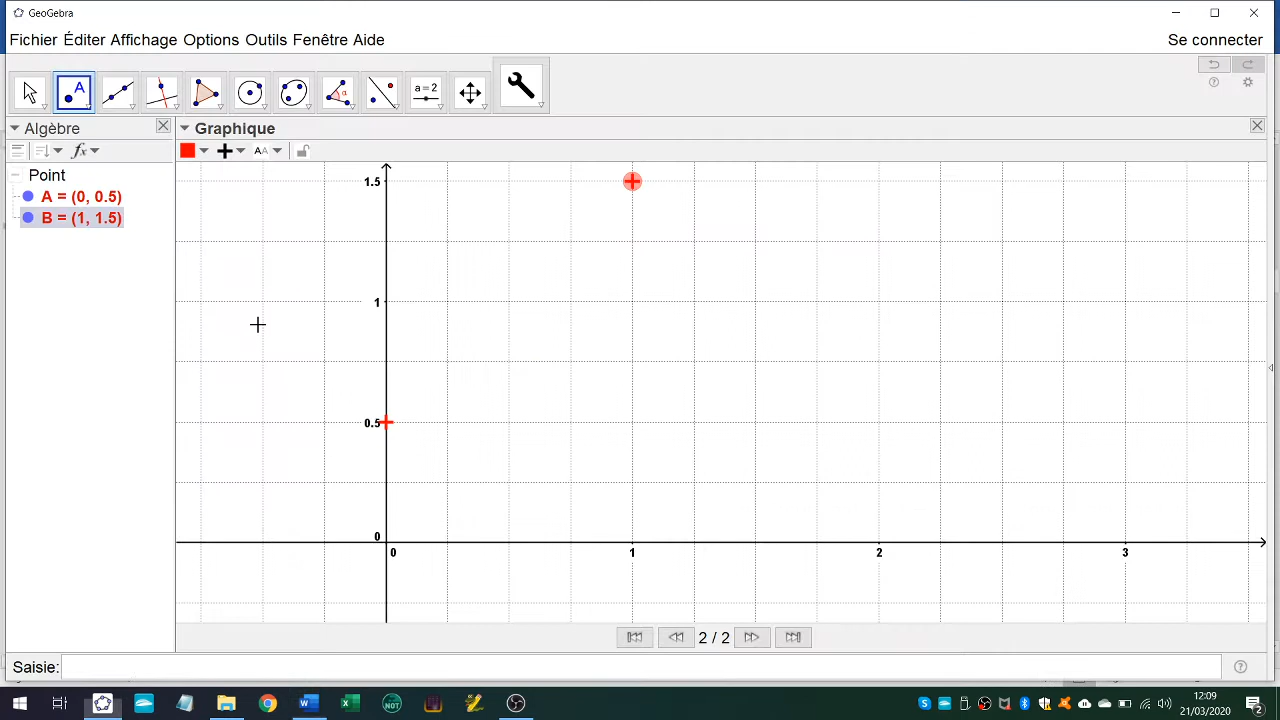 GeoGebra
Fichier Éditer Affichage Options Outils Fenêtre Aide
Se connecter
A
α
a = 2
Algèbre
Graphique
fx
AA
Point
A = (0, 0.5)
B = (1, 1.5)
1.5
1
0.5
0
0
1
2
3
2 / 2
Saisie:
12:09
21/03/2020